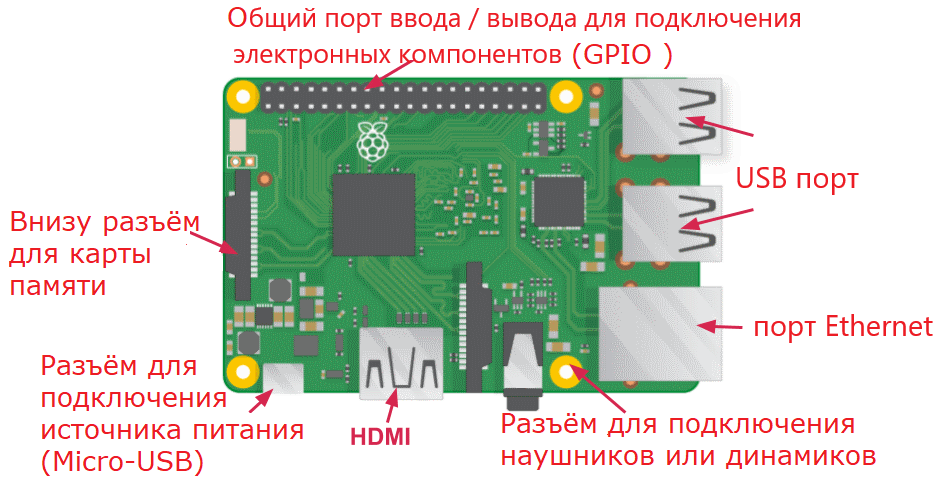 Общий порт ввода / вывода для подключения
электронных компонентов (GPIO )
USB порт
Внизу разъём
для карты
памяти
порт Ethernet
Разъём для
подключения
источника питания
(Micro-USB)
HDMI
Разъём для подключения
наушников или динамиков